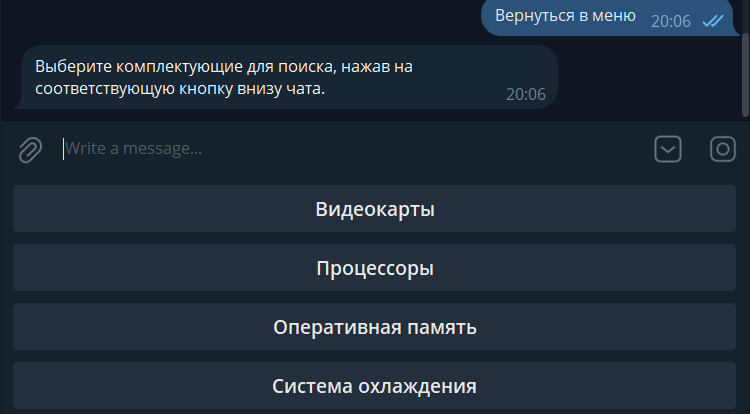 Вернуться в меню 20:06
Выберите комплектующие для поиска, нажав на
соответствующую кнопку внизу чата. 20:06
Write a message...
Видеокарты
Процессоры
Оперативная память
Система охлаждения